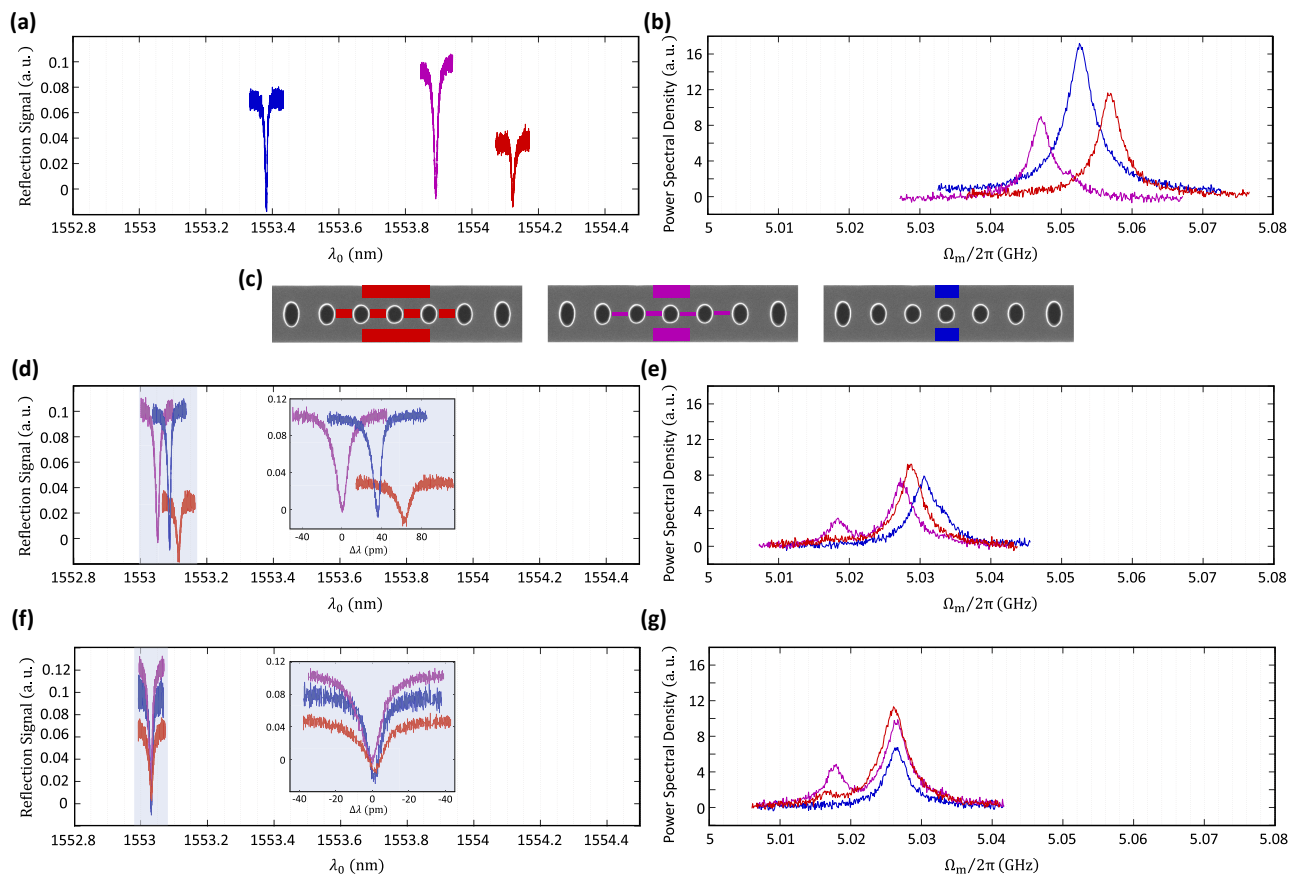 (a)
Reflection Signal (a. u. )
0.1
0.08
0.06
0.04
0.02
0
1552.8 1553 1553.2 1553.4 1553.6 1553.8 1554 1554.2 1554.4
λ0 (nm)
(b)
Power Spectral Density (a. u. )
16
12
8
4
0
5 5.01 5.02 5.03 5.04 5.05 5.06 5.07 5.08
Ωm/2π (GHz)
(c)
(d)
Reflection Signal (a. u. )
0.1
0.08
0.06
0.04
0.02
0
1552.8 1553 1553.2 1553.4 1553.6 1553.8 1554 1554.2 1554.4
λ0 (nm)
0.12
0.08
0.04
0
-40 0 40 80
Δλ (pm)
(e)
Power Spectral Density (a. u. )
16
12
8
4
0
5 5.01 5.02 5.03 5.04 5.05 5.06 5.07 5.08
Ωm/2π (GHz)
(f)
Reflection Signal (a. u. )
0.12
0.1
0.08
0.06
0.04
0.02
0
1552.8 1553 1553.2 1553.4 1553.6 1553.8 1554 1554.2 1554.4
λ0 (nm)
0.12
0.08
0.04
0
-40 -20 0 -20 -40
Δλ (pm)
(g)
Power Spectral Density (a. u. )
16
12
8
4
0
5 5.01 5.02 5.03 5.04 5.05 5.06 5.07 5.08
Ωm/2π (GHz)